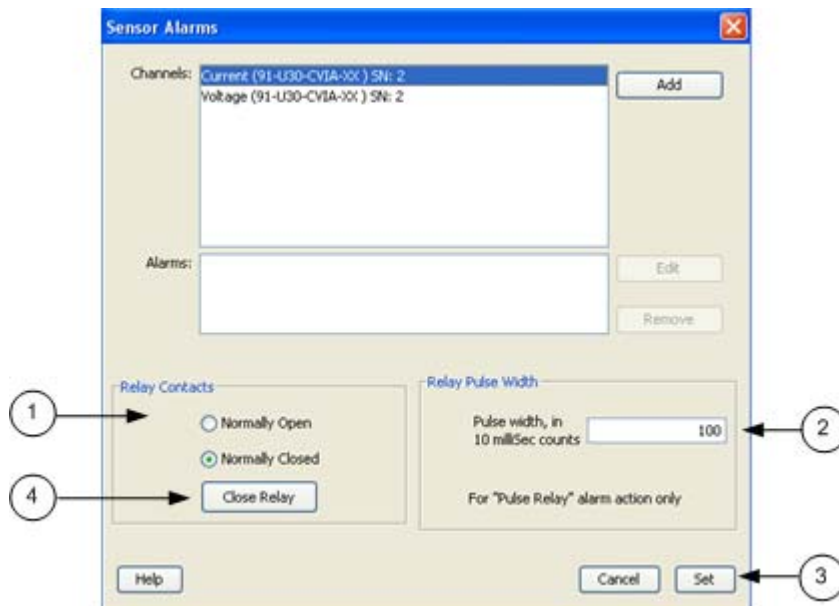 Sensor Alarms
Channels:
Current (91-U30-CVIA-XX ) SN: 2
Voltage (91-U30-CVIA-XX ) SN: 2
Add
Alarms:
Edit
Remove
Relay Contacts
1
Normally Open
Normally Closed
4
Close Relay
Relay Pulse Width
Pulse width, in
10 milliSec counts
100
2
For "Pulse Relay" alarm action only
Help
Cancel
Set
3